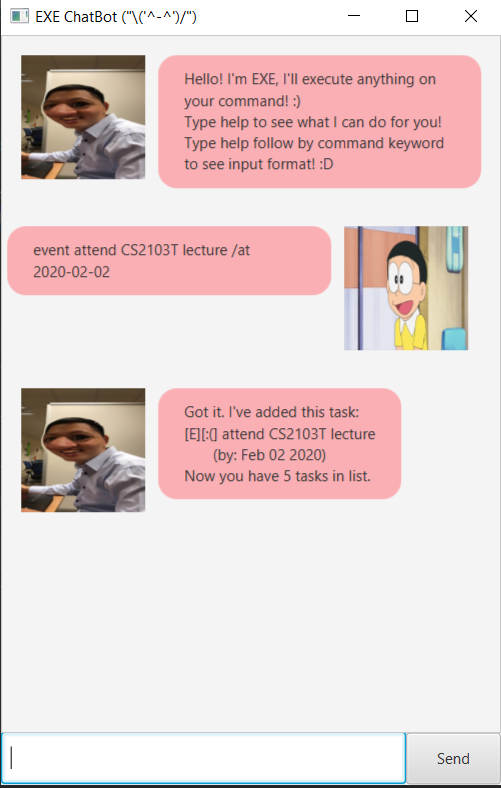 EXE ChatBot ("\('^-^')/")
Hello! I'm EXE, I'll execute anything on
your command! :)
Type help to see what I can do for you!
Type help follow by command keyword
to see input format! :D
event attend CS2103T lecture /at
2020-02-02
Got it. I've added this task:
[E][:(] attend CS2103T lecture
(by: Feb 02 2020)
Now you have 5 tasks in list.
Send